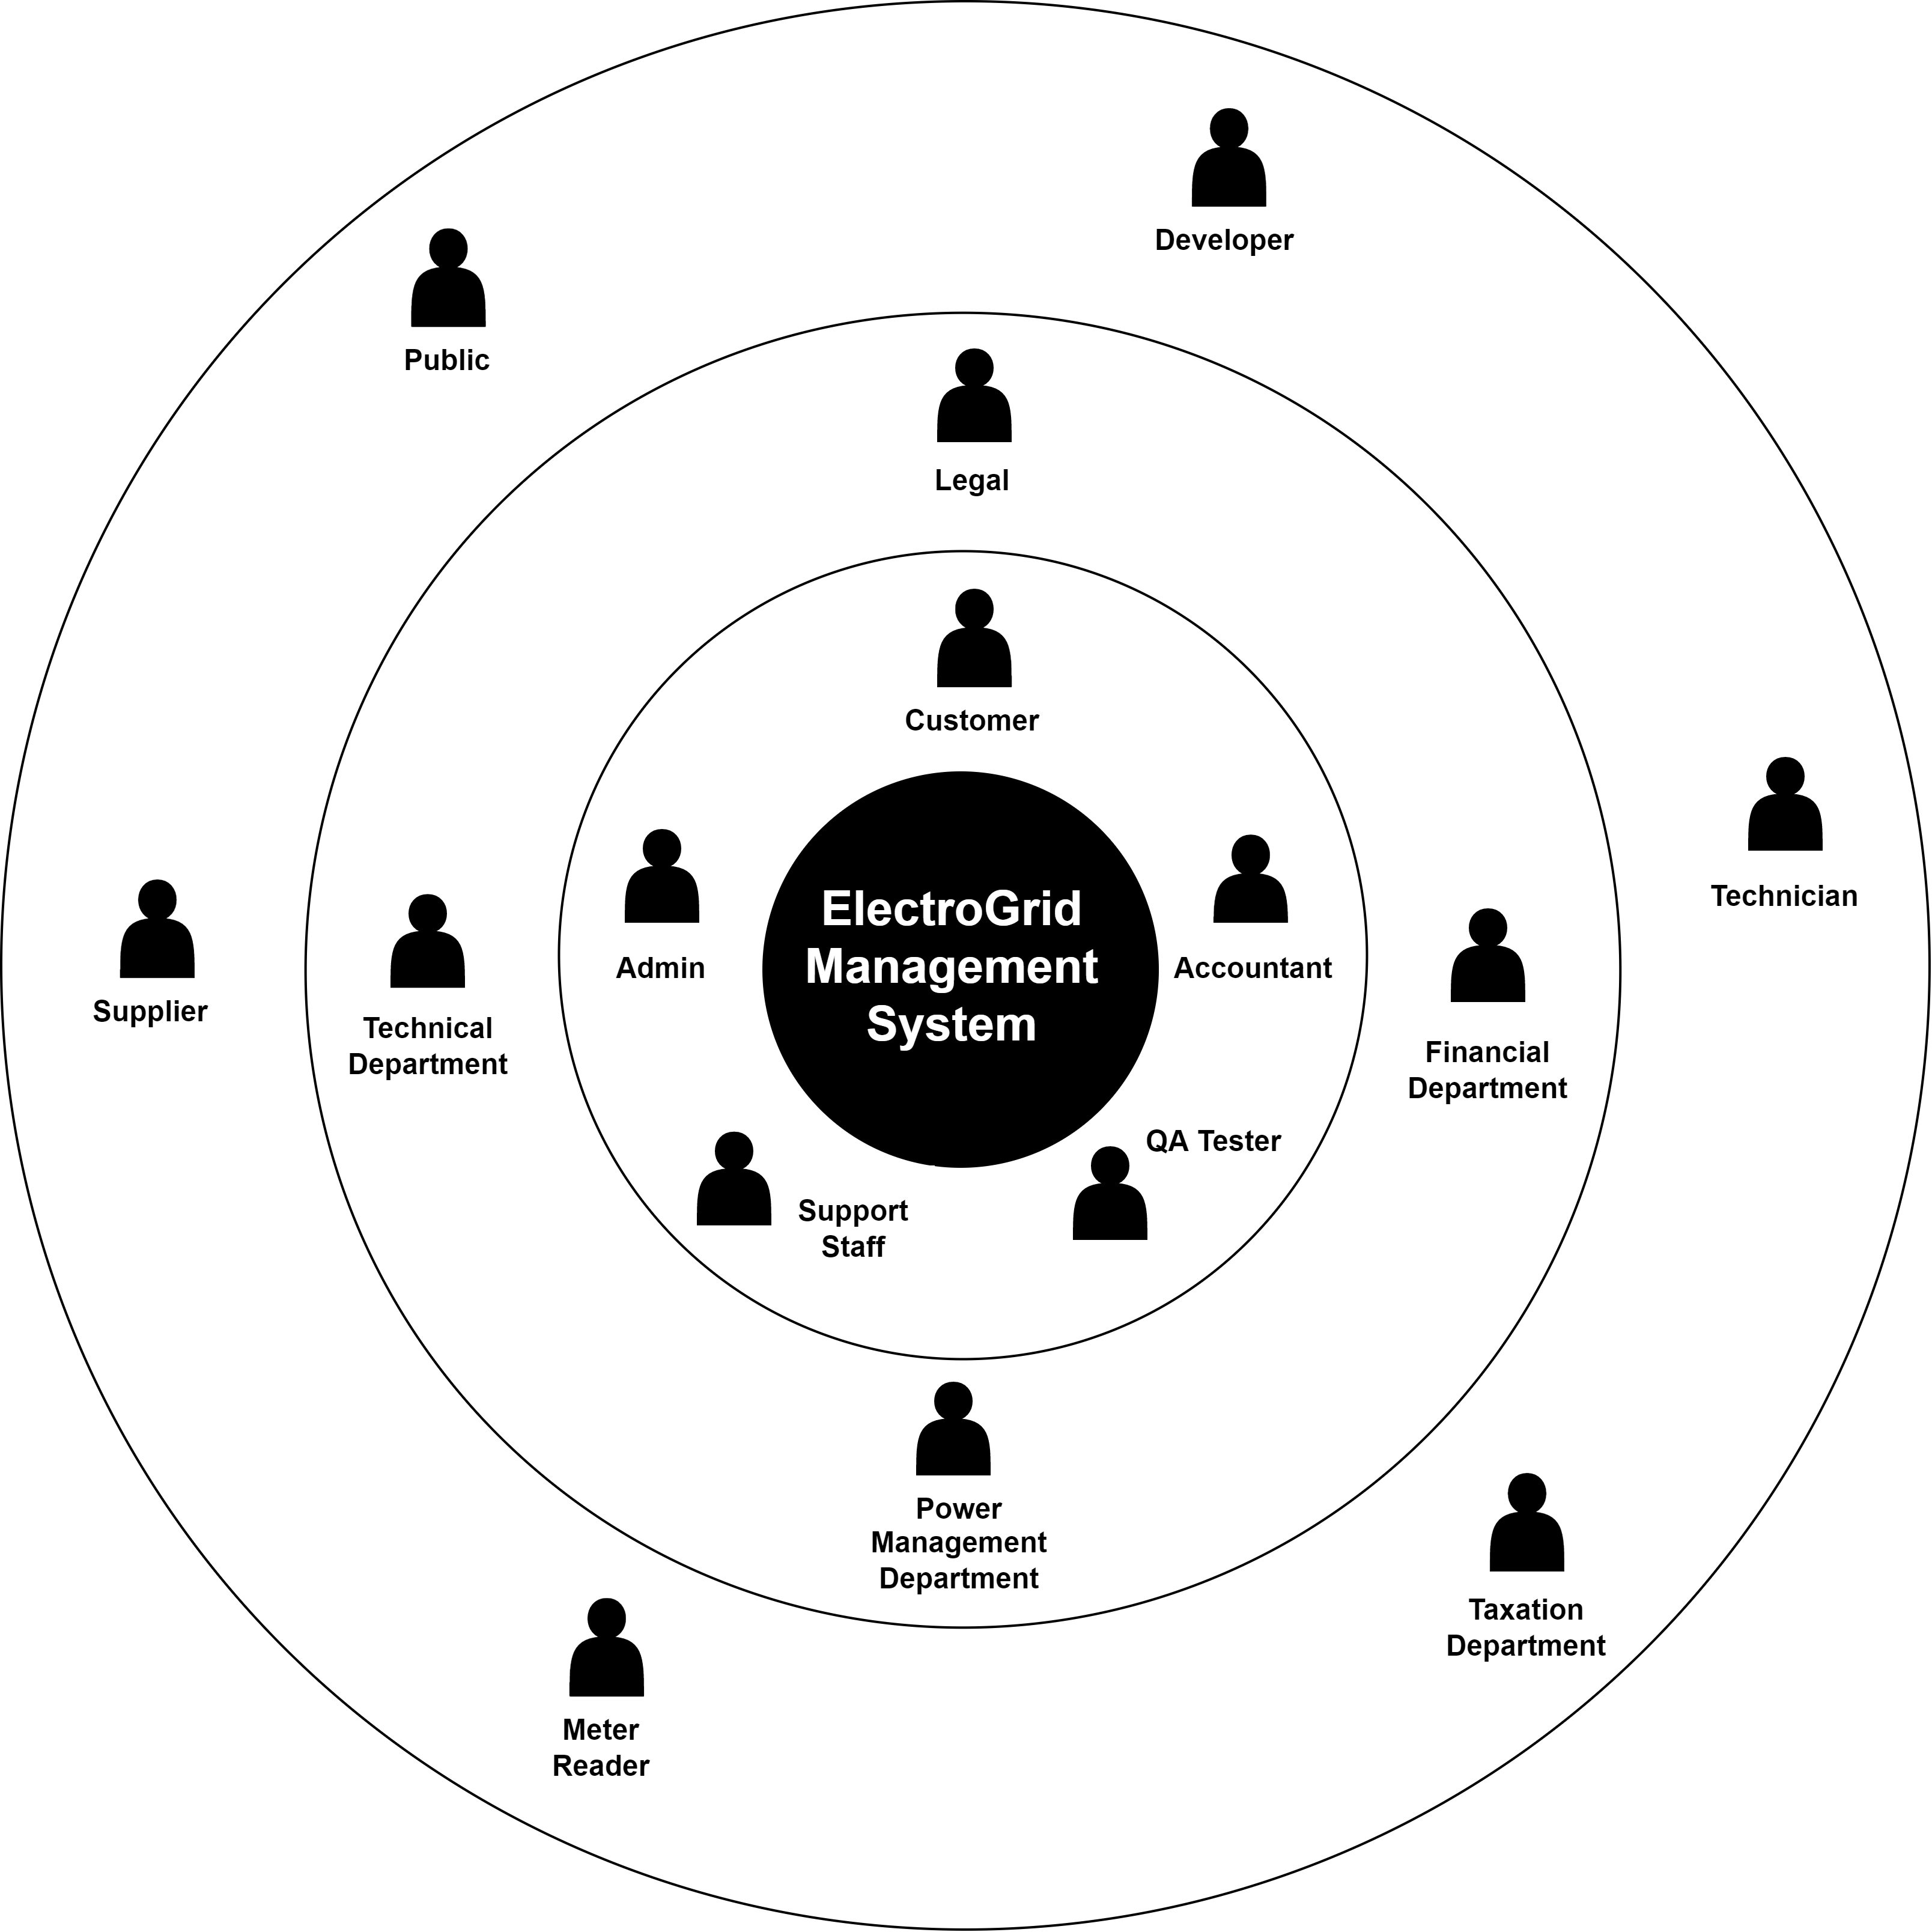 Developer
Public
Legal
Customer
ElectroGrid
Management
System
Admin
Accountant
Technician
Supplier
Technical
Department
Financial
Department
QA Tester
Support
Staff
Power
Management
Department
Taxation
Department
Meter
Reader